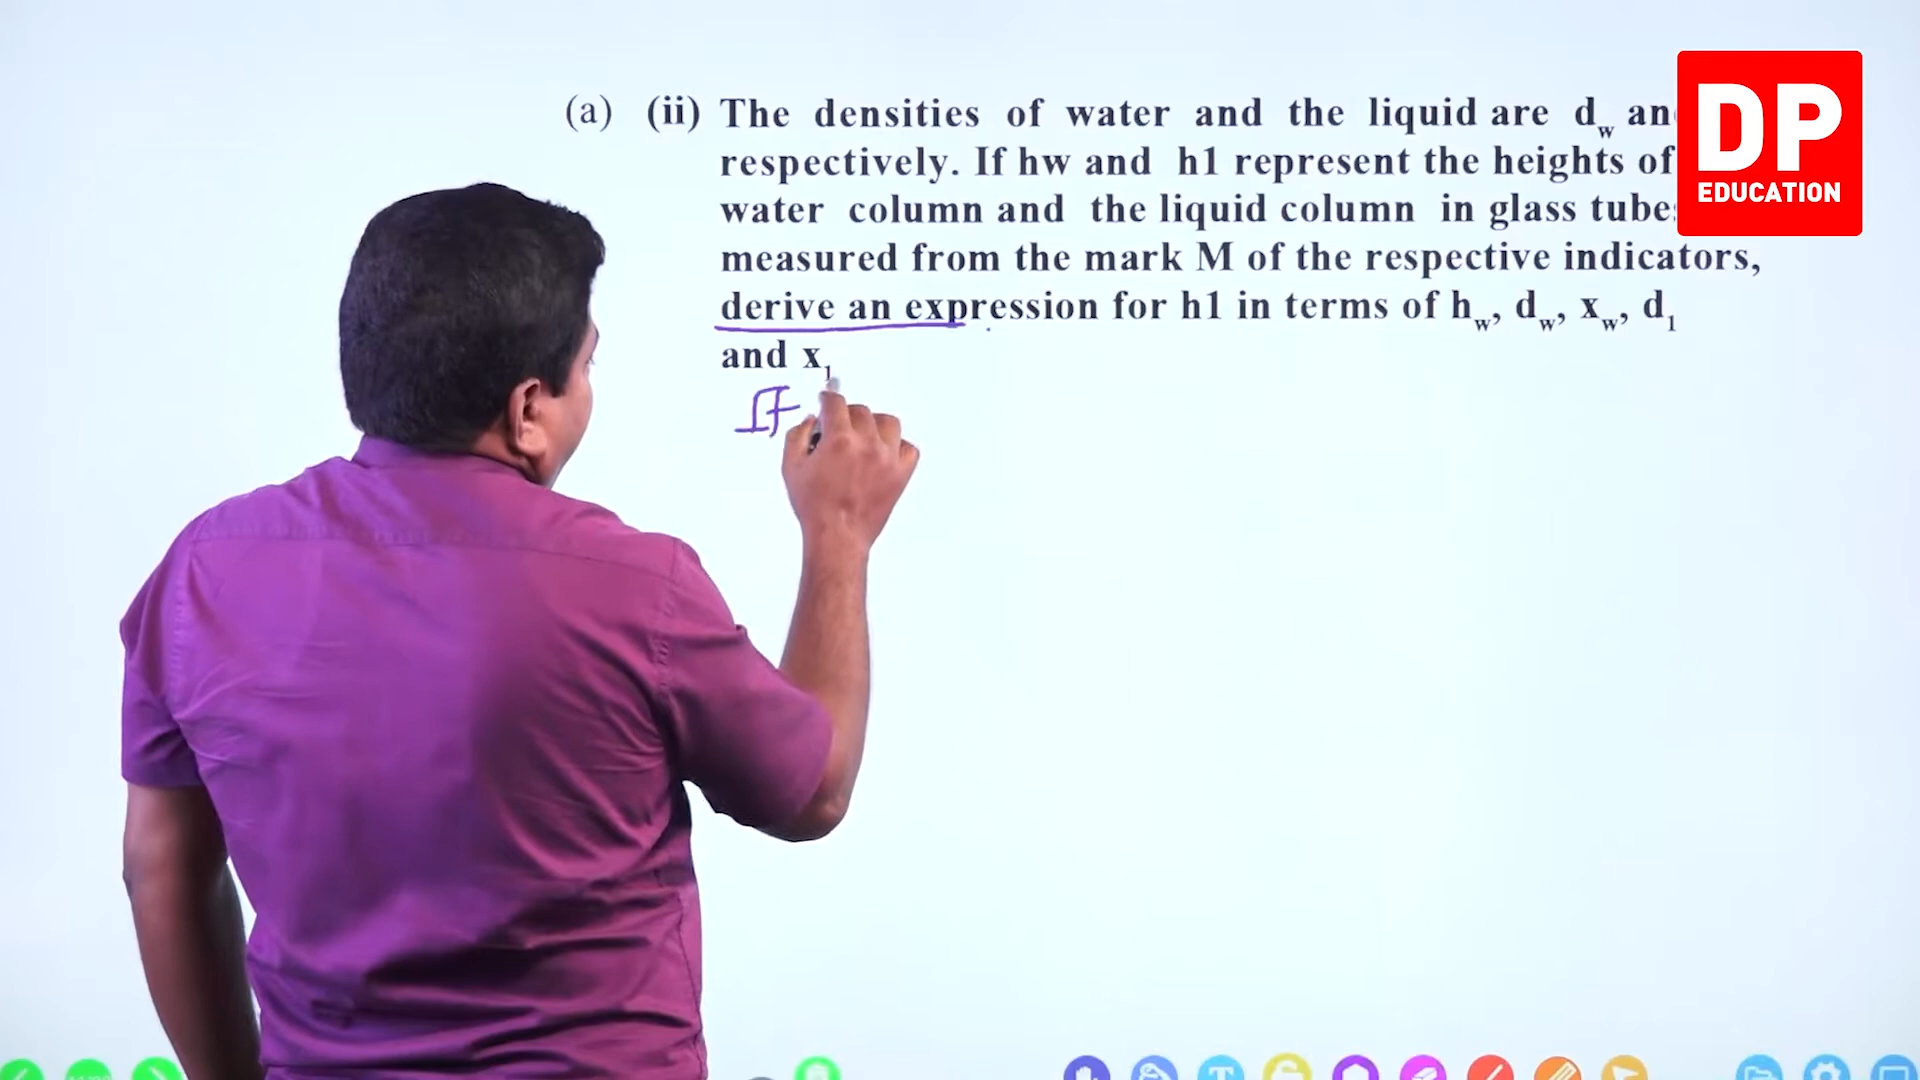 (a) (ii) The densities of water and the liquid are d_w an
respectively. If hw and h1 represent the heights of
water column and the liquid column in glass tube
measured from the mark M of the respective indicators,
derive an expression for h1 in terms of h_w, d_w, x_w, d_1
and x_1
If
DP
EDUCATION